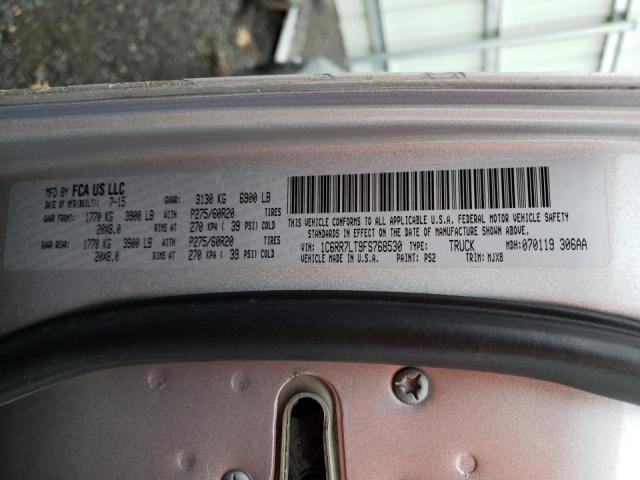 MFD BY FCA US LLC
DATE OF MFR(BUILT): 7-15
GVWR: 3130 KG 6900 LB
GAWR FRONT: 1770 KG 3900 LB WITH P275/60R20 TIRES
20X8.0 RIMS AT 270 KPA ( 39 PSI) COLD
GAWR REAR: 1770 KG 3900 LB WITH P275/60R20 TIRES
20X8.0 RIMS AT 270 KPA ( 39 PSI) COLD
THIS VEHICLE CONFORMS TO ALL APPLICABLE U.S.A. FEDERAL MOTOR VEHICLE SAFETY
STANDARDS IN EFFECT ON THE DATE OF MANUFACTURE SHOWN ABOVE.
VIN: 1C6RR7LT9FS768530 TYPE: TRUCK MDH:070119 306AA
VEHICLE MADE IN U.S.A. PAINT: PS2 TRIM: MJX8